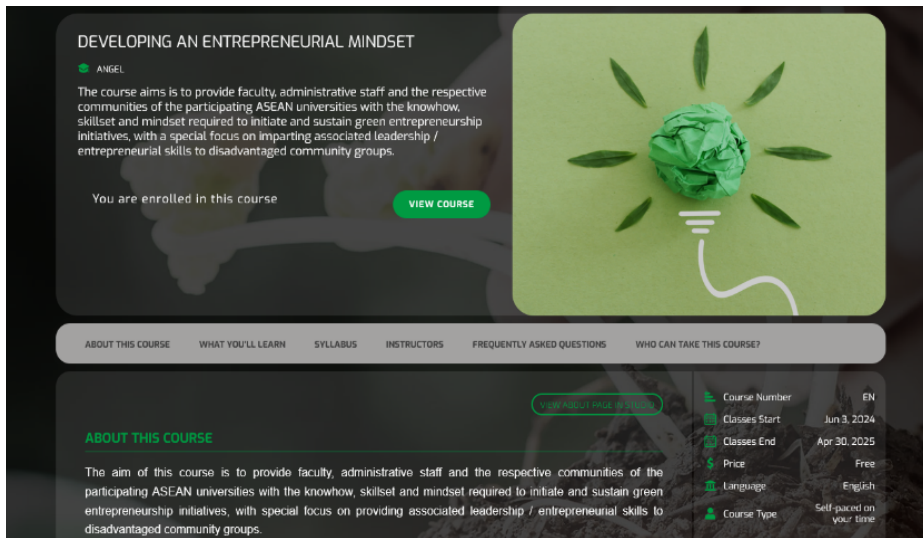 DEVELOPING AN ENTREPRENEURIAL MINDSET
ANGEL
The course aims is to provide faculty, administrative staff and the respective
communities of the participating ASEAN universities with the knowhow,
skillset and mindset required to initiate and sustain green entrepreneurship
initiatives, with a special focus on imparting associated leadership /
entrepreneurial skills to disadvantaged community groups.
You are enrolled in this course
VIEW COURSE
ABOUT THIS COURSE WHAT YOU'LL LEARN SYLLABUS INSTRUCTORS FREQUENTLY ASKED QUESTIONS WHO CAN TAKE THIS COURSE?
VIEW ABOUT PAGE IN STUDIO
ABOUT THIS COURSE
The aim of this course is to provide faculty, administrative staff and the respective communities of the
participating ASEAN universities with the knowhow, skillset and mindset required to initiate and sustain green
entrepreneurship initiatives, with special focus on providing associated leadership / entrepreneurial skills to
disadvantaged community groups.
Course Number EN
Classes Start Jun 3, 2024
Classes End Apr 30, 2025
Price Free
Language English
Course Type Self-paced on
your time